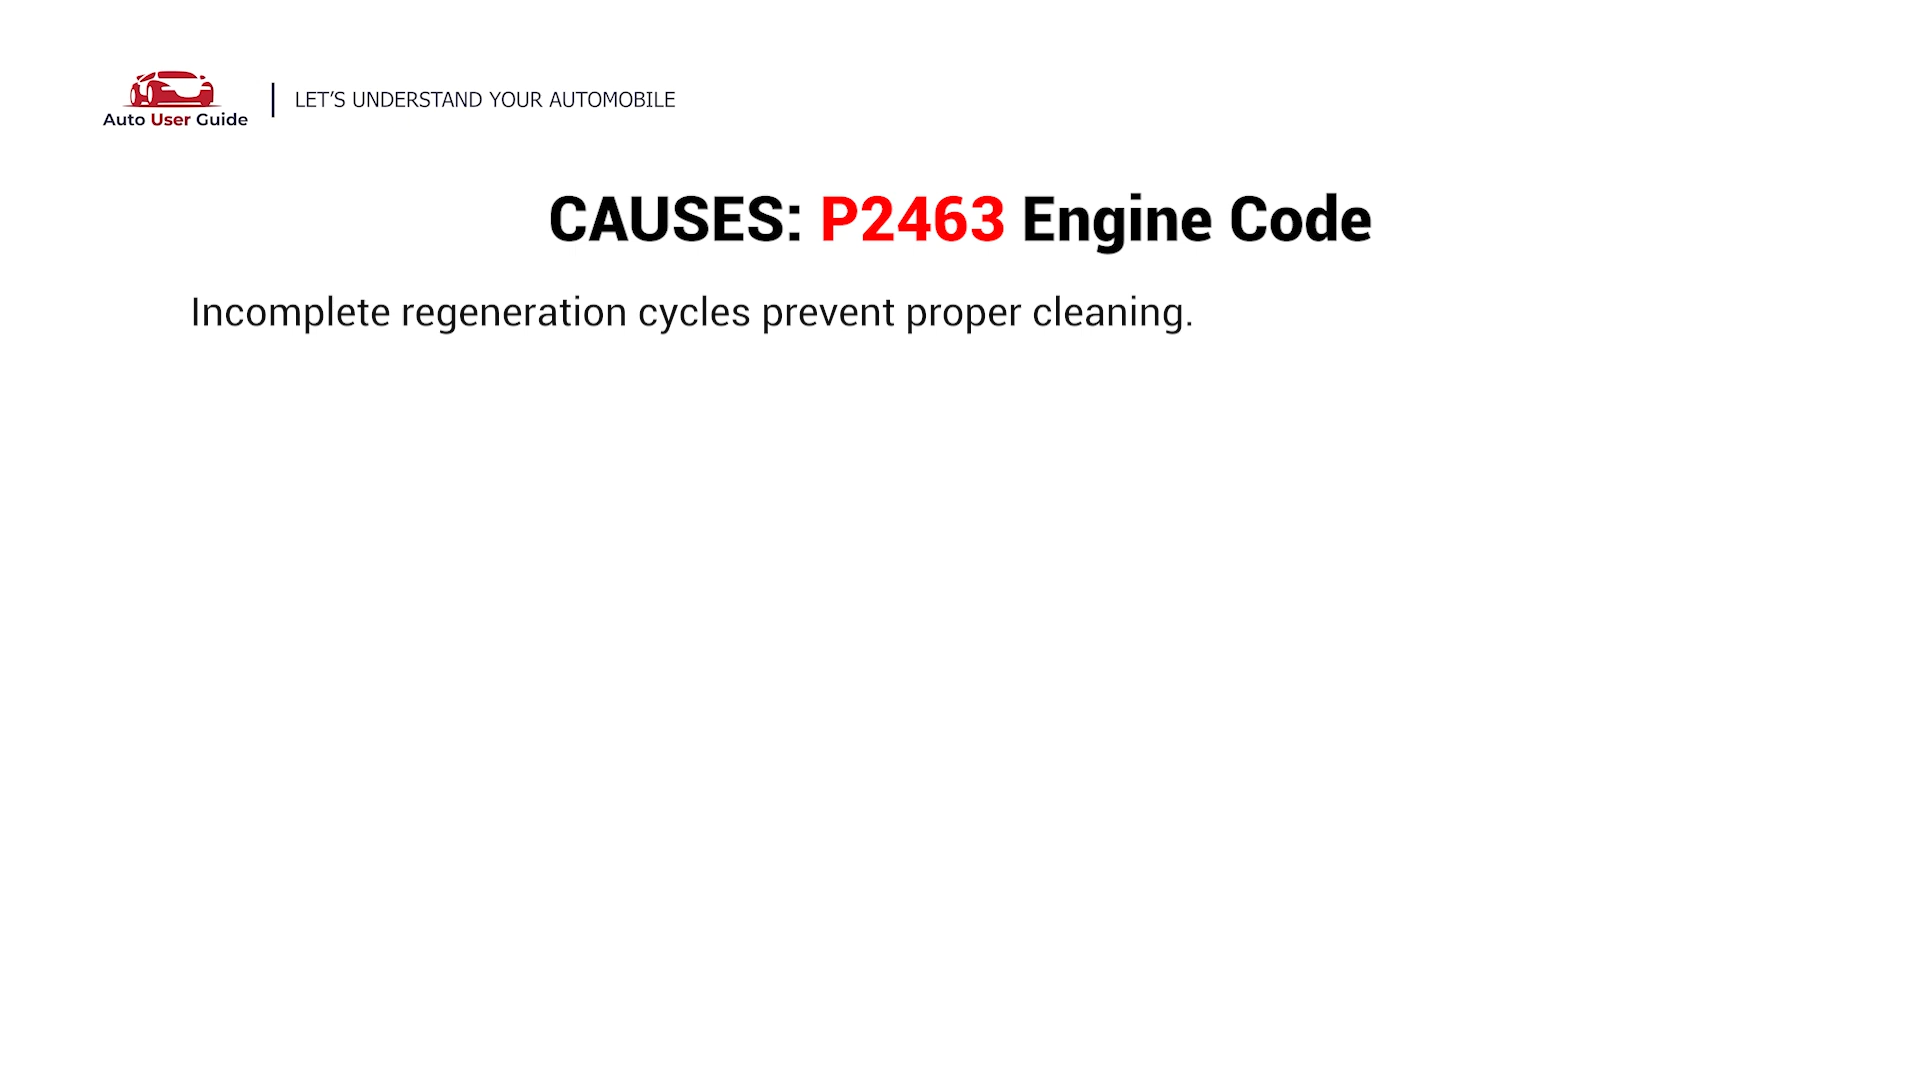 Auto User Guide
LET'S UNDERSTAND YOUR AUTOMOBILE
CAUSES: P2463 Engine Code
Incomplete regeneration cycles prevent proper cleaning.